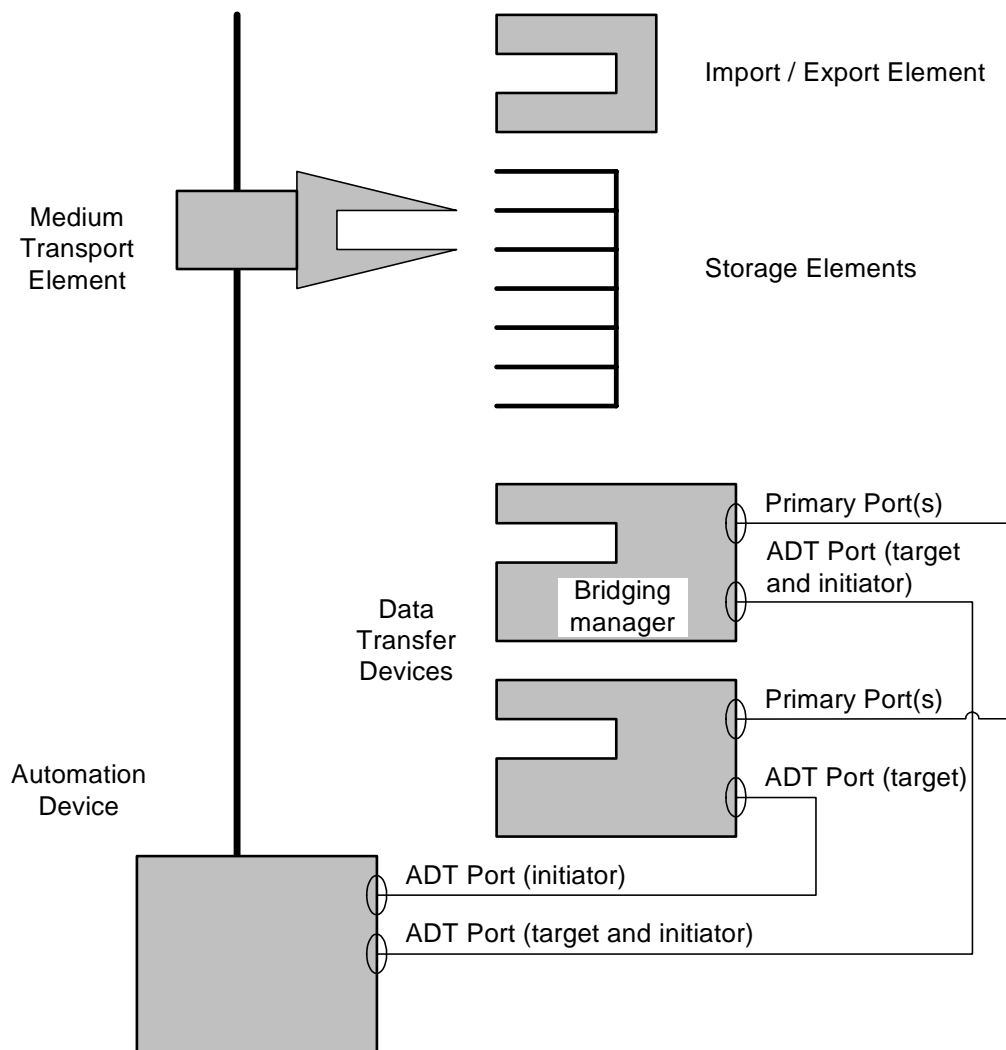 Import / Export Element
Medium
Transport
Element
Storage Elements
Primary Port(s)
ADT Port (target
and initiator)
Bridging
manager
Data
Transfer
Devices
Primary Port(s)
ADT Port (target)
Automation
Device
ADT Port (initiator)
ADT Port (target and initiator)